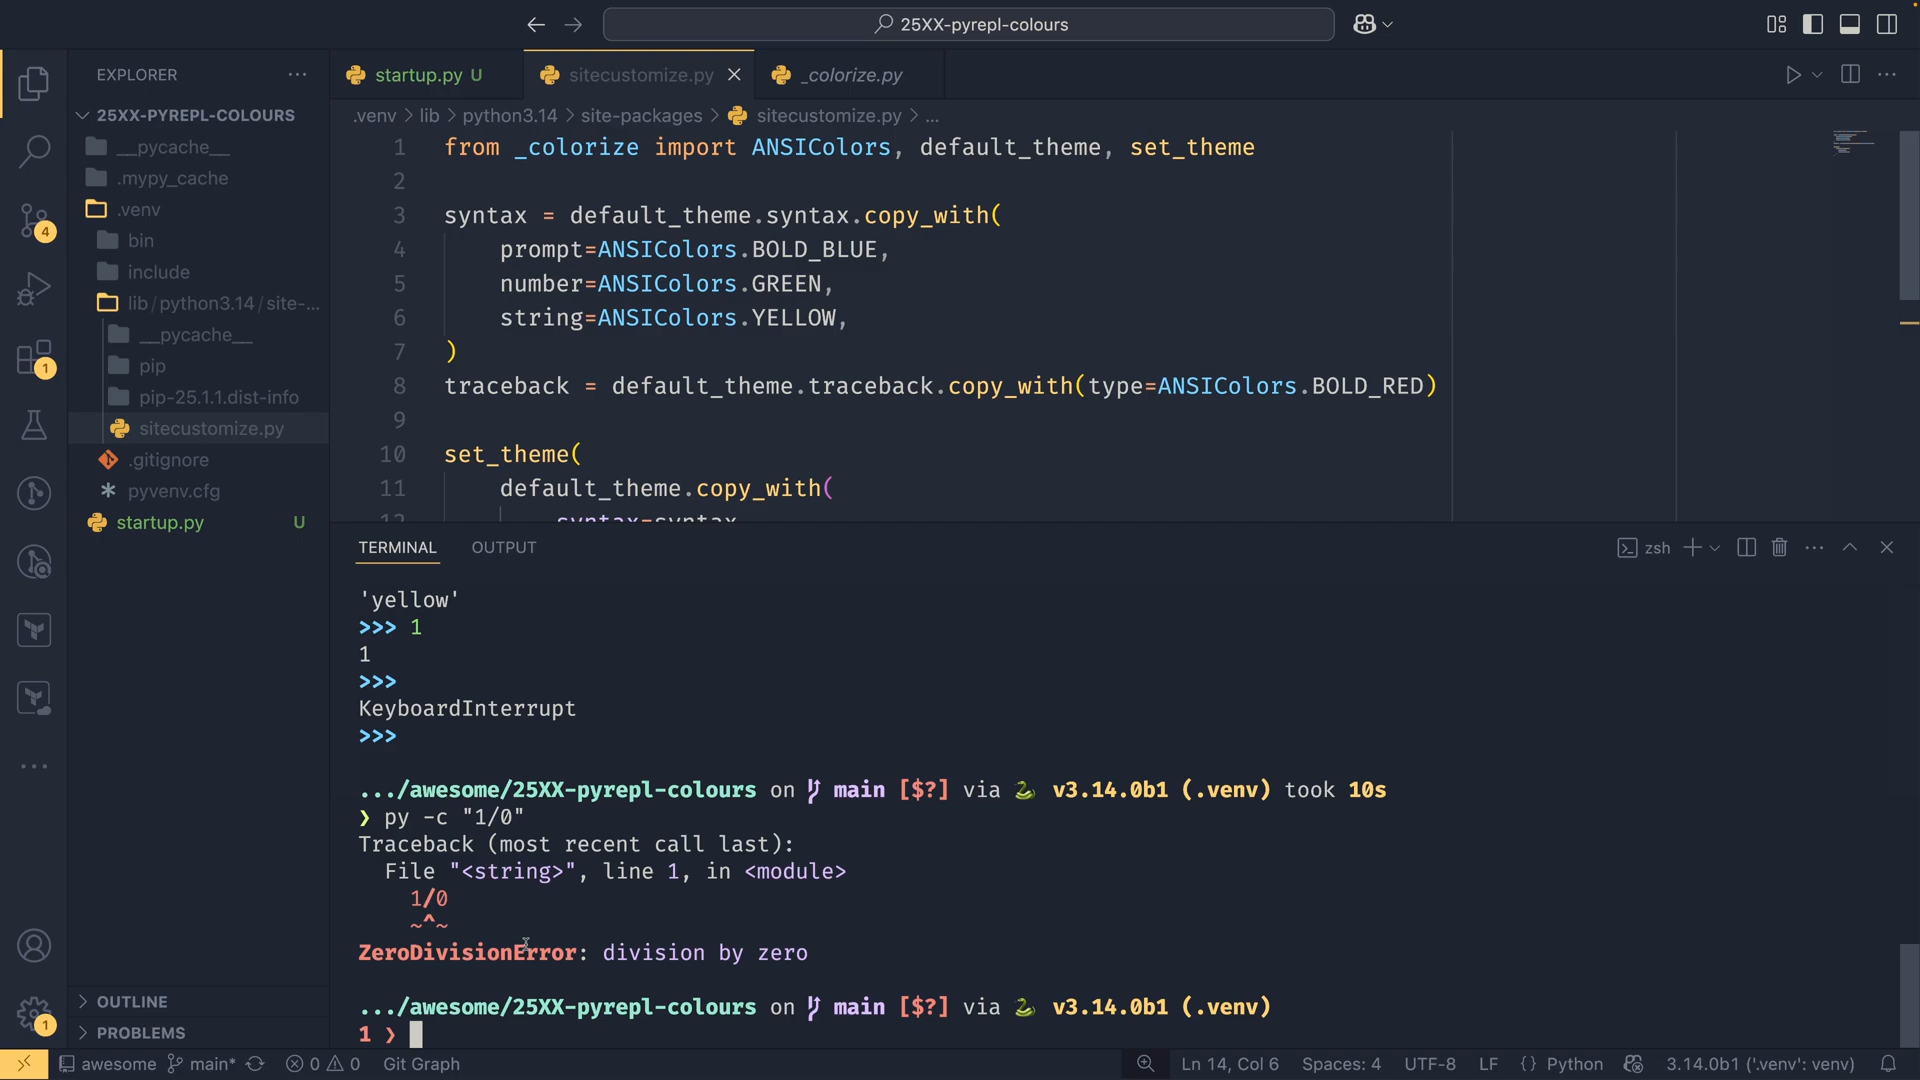 25XX-pyrepl-colours
EXPLORER
25XX-PYREPL-COLOURS
__pycache__
.mypy_cache
.venv
bin
include
lib/python3.14/site-...
__pycache__
pip
pip-25.1.1.dist-info
sitecustomize.py
.gitignore
pyvenv.cfg
startup.py U
OUTLINE
PROBLEMS
4
1
1
startup.py U
sitecustomize.py
_colorize.py
.venv > lib > python3.14 > site-packages > sitecustomize.py > ...
1 from _colorize import ANSIColors, default_theme, set_theme
2
3 syntax = default_theme.syntax.copy_with(
4 prompt=ANSIColors.BOLD_BLUE,
5 number=ANSIColors.GREEN,
6 string=ANSIColors.YELLOW,
7 )
8 traceback = default_theme.traceback.copy_with(type=ANSIColors.BOLD_RED)
9
10 set_theme(
11 default_theme.copy_with(
12 syntax=syntax
TERMINAL OUTPUT
zsh
'yellow'
>>> 1
1
>>>
KeyboardInterrupt
>>>
.../awesome/25XX-pyrepl-colours on main [$?] via v3.14.0b1 (.venv) took 10s
❯ py -c "1/0"
Traceback (most recent call last):
File "<string>", line 1, in <module>
1/0
~^~
ZeroDivisionError: division by zero
.../awesome/25XX-pyrepl-colours on main [$?] via v3.14.0b1 (.venv)
1 ❯
awesome main* 0 0 Git Graph Ln 14, Col 6 Spaces: 4 UTF-8 LF {} Python 3.14.0b1 ('.venv': venv)